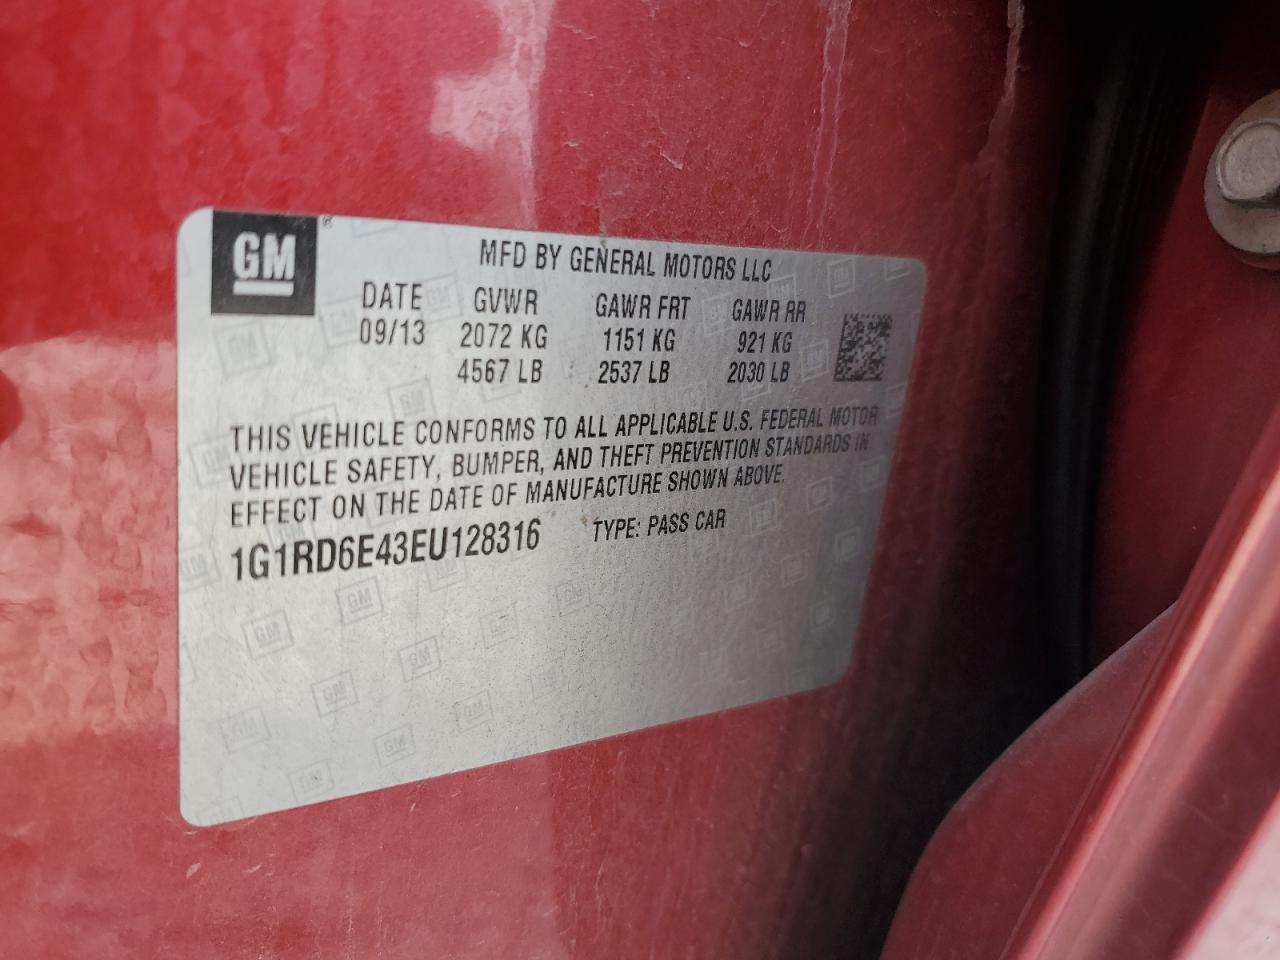 GM
®
MFD BY GENERAL MOTORS LLC
DATE GVWR GAWR FRT GAWR RR
09/13 2072 KG 1151 KG 921 KG
4567 LB 2537 LB 2030 LB
THIS VEHICLE CONFORMS TO ALL APPLICABLE U.S. FEDERAL MOTOR
VEHICLE SAFETY, BUMPER, AND THEFT PREVENTION STANDARDS IN
EFFECT ON THE DATE OF MANUFACTURE SHOWN ABOVE.
1G1RD6E43EU128316 TYPE: PASS CAR